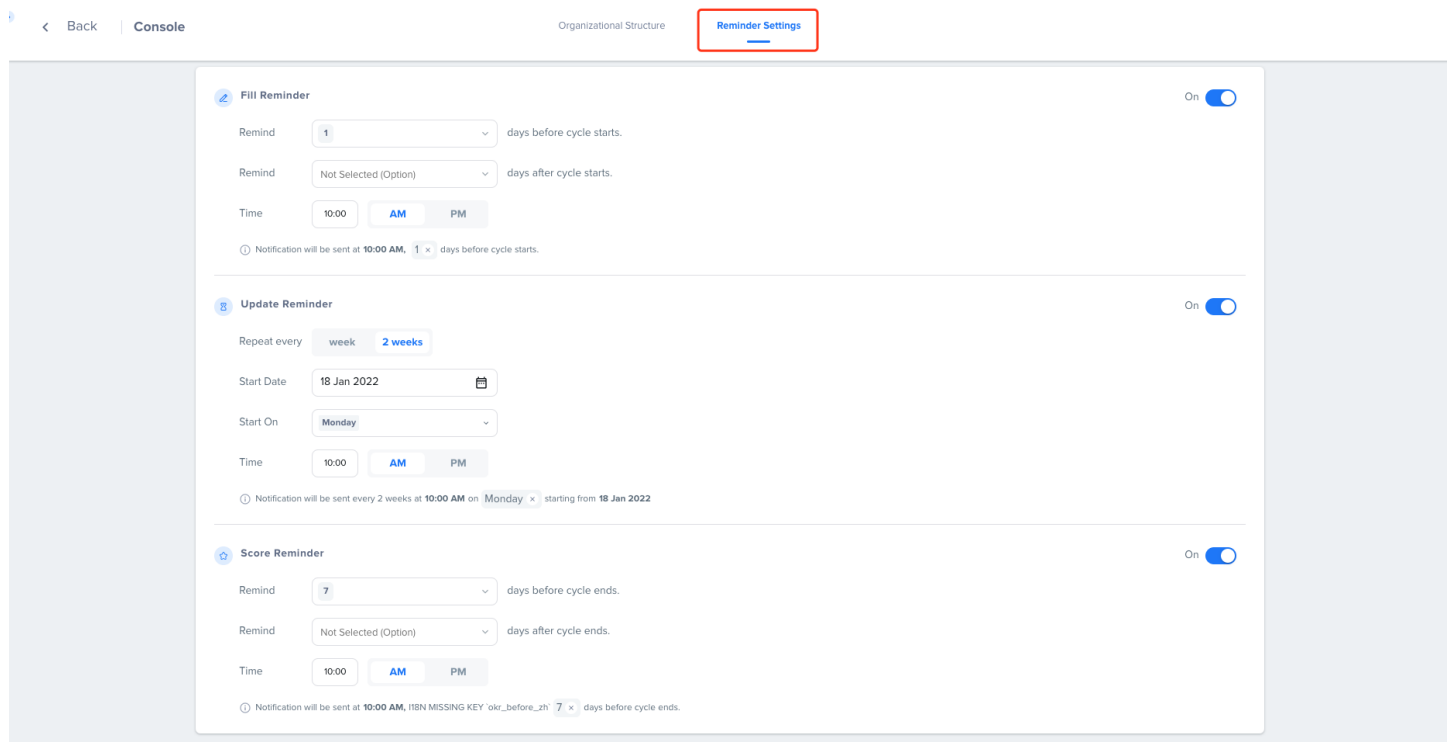 Back
Console
Organizational Structure
Reminder Settings
Fill Reminder
On
Remind 1 days before cycle starts.
Remind Not Selected (Option) days after cycle starts.
Time 10:00 AM PM
Notification will be sent at 10:00 AM, 1 × days before cycle starts.
Update Reminder
On
Repeat every week 2 weeks
Start Date 18 Jan 2022
Start On Monday
Time 10:00 AM PM
Notification will be sent every 2 weeks at 10:00 AM on Monday × starting from 18 Jan 2022
Score Reminder
On
Remind 7 days before cycle ends.
Remind Not Selected (Option) days after cycle ends.
Time 10:00 AM PM
Notification will be sent at 10:00 AM, I18N MISSING KEY `okr_before_zh` 7 × days before cycle ends.